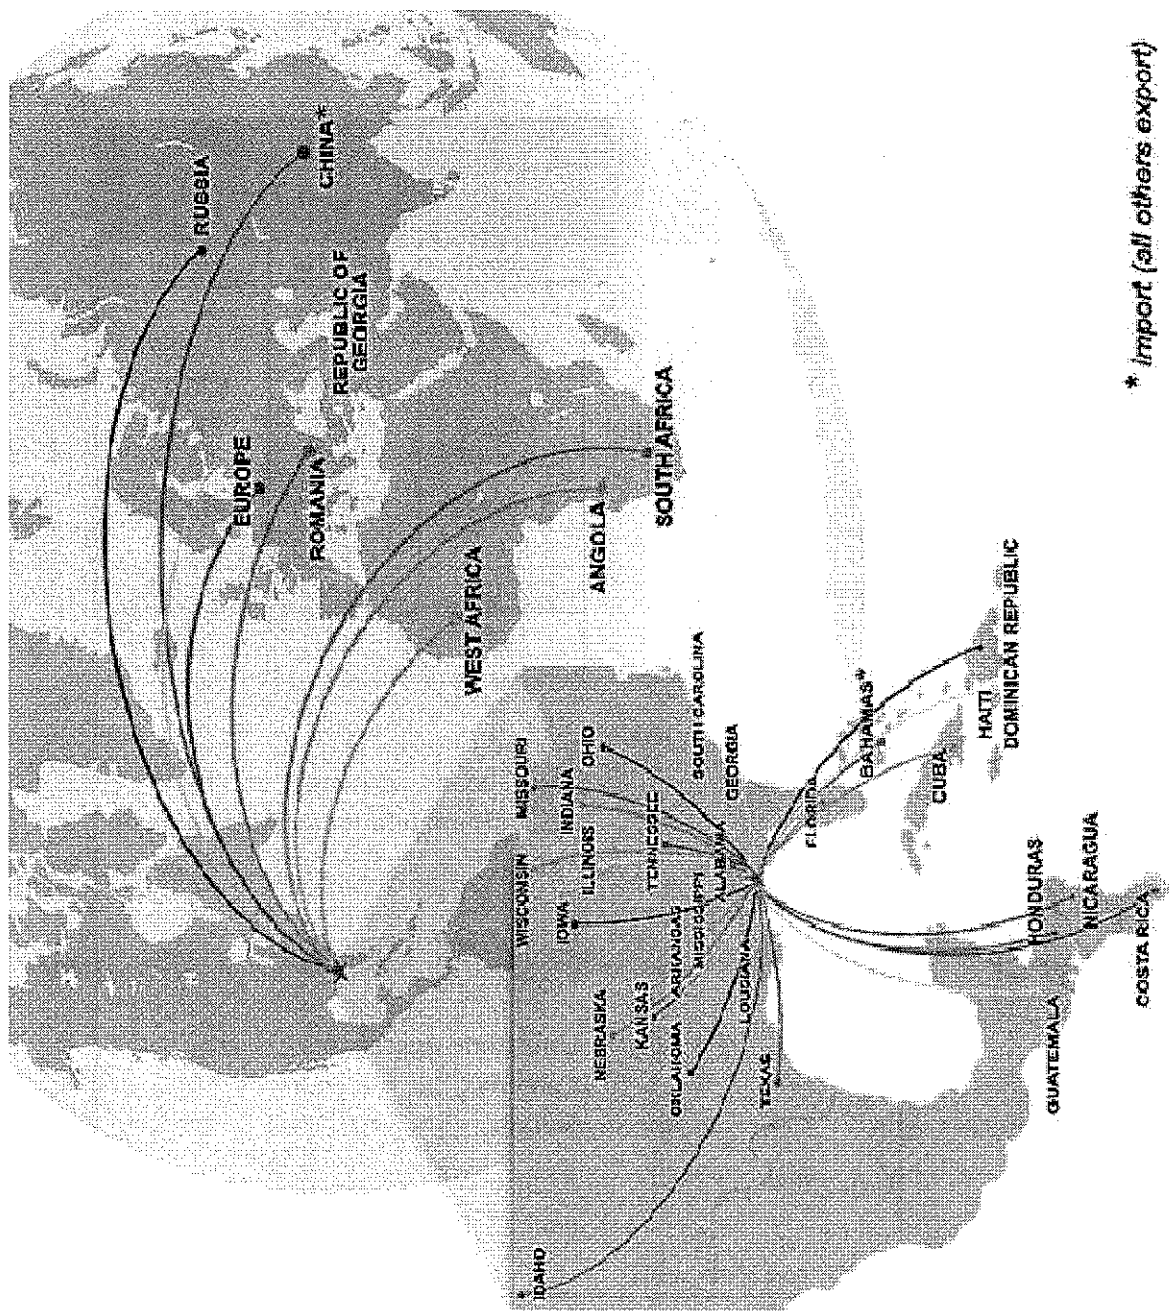 RUSSIA
CHINA*
EUROPE
REPUBLIC OF
GEORGIA
ROMANIA
WEST AFRICA
ANGOLA
SOUTH AFRICA
*
IDAHO
WISCONSIN
MISSOURI
IOWA
ILLINOIS
INDIANA
OHIO
NEBRASKA
KANSAS
TENNESSEE
OKLAHOMA
ARKANSAS
MISSISSIPPI
ALABAMA
SOUTH CAROLINA
GEORGIA
TEXAS
LOUISIANA
FLORIDA
BAHAMAS*
CUBA
HAITI
DOMINICAN REPUBLIC
GUATEMALA
HONDURAS
NICARAGUA
COSTA RICA
* Import (all others export)